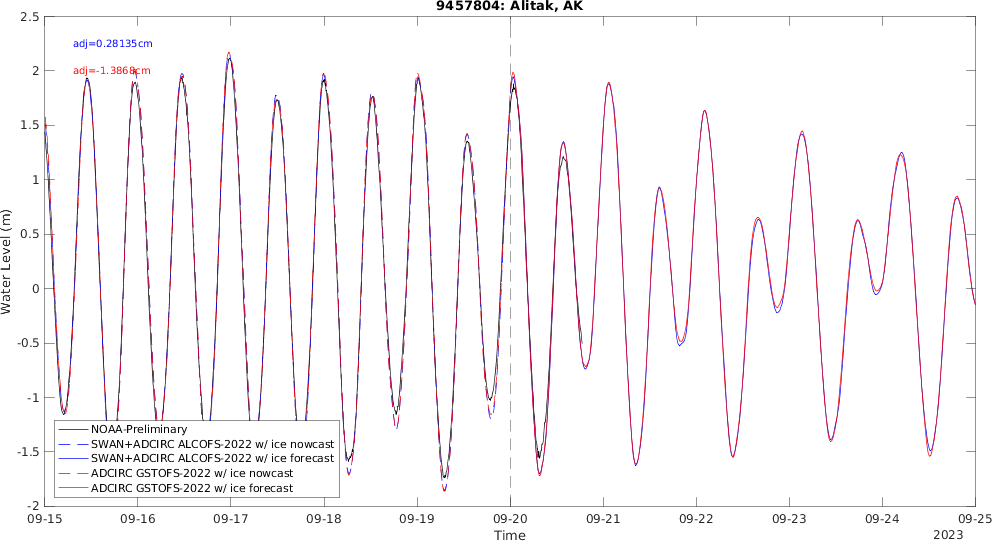 9457804: Alitak, AK
2.5
2
1.5
1
0.5
0
-0.5
-1
-1.5
-2
Water Level (m)
adj=0.28135cm
adj=-1.3868cm
NOAA-Preliminary
SWAN+ADCIRC ALCOFS-2022 w/ ice nowcast
SWAN+ADCIRC ALCOFS-2022 w/ ice forecast
ADCIRC GSTOFS-2022 w/ ice nowcast
ADCIRC GSTOFS-2022 w/ ice forecast
09-15 09-16 09-17 09-18 09-19 09-20 09-21 09-22 09-23 09-24 09-25
Time
2023